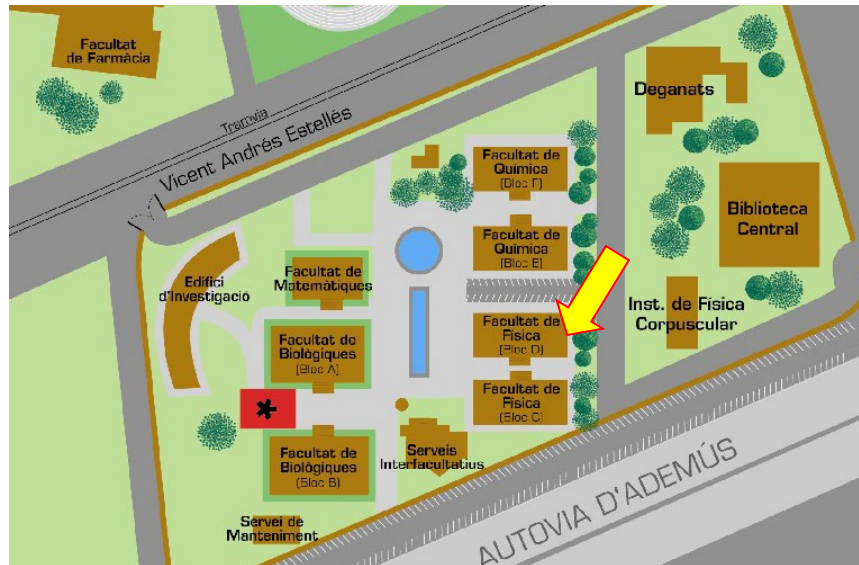 Facultat
de Farmàcia
Tramvia
Vicent Andrés Estellés
Deganats
Facultat de
Química
(Bloc F)
Facultat de
Química
(Bloc E)
Biblioteca
Central
Edifici
d'Investigació
Facultat de
Matemàtiques
Inst. de Física
Corpuscular
Facultat de
Física
(Bloc D)
Facultat de
Biològiques
(Bloc A)
Facultat de
Física
(Bloc C)
Facultat de
Biològiques
(Bloc B)
Serveis
Interfacultatius
Servei de
Manteniment
AUTOVIA D'ADEMÚS